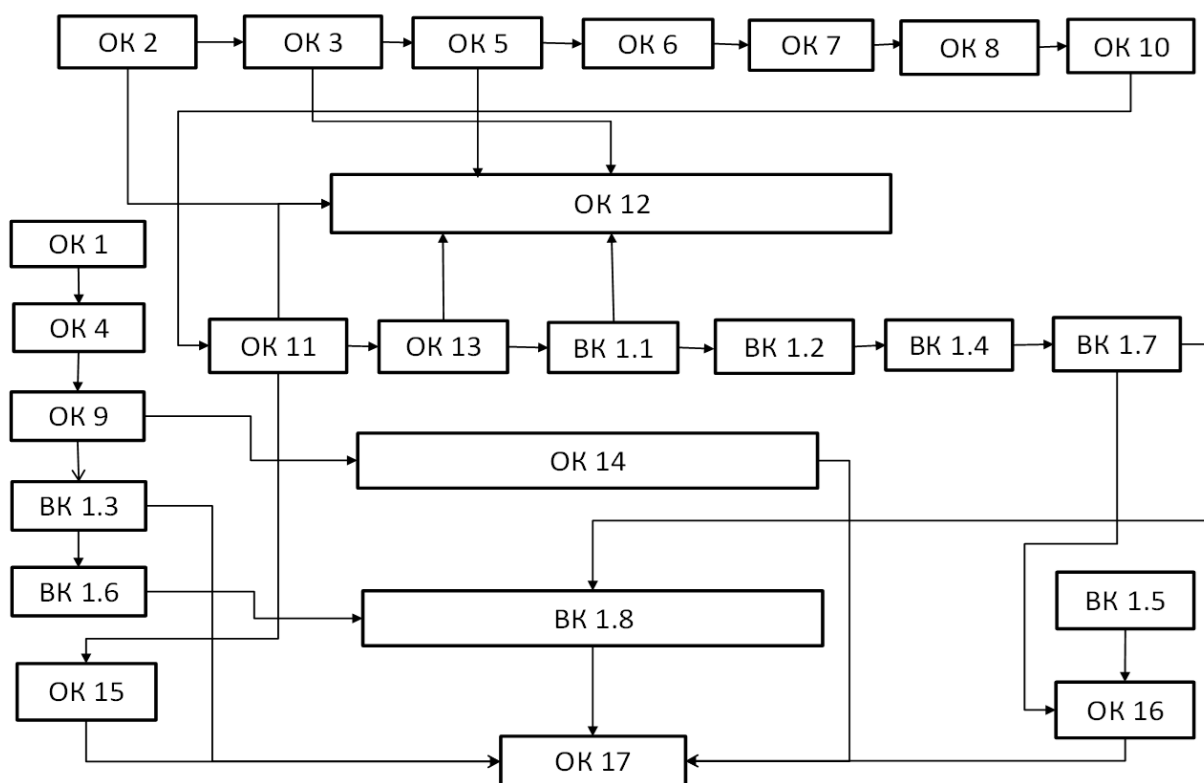 ОК 2
ОК 3
ОК 5
ОК 6
ОК 7
ОК 8
ОК 10
ОК 12
ОК 1
ОК 4
ОК 11
ОК 13
ВК 1.1
ВК 1.2
ВК 1.4
ВК 1.7
ОК 9
ОК 14
ВК 1.3
ВК 1.6
ВК 1.8
ВК 1.5
ОК 15
ОК 16
ОК 17